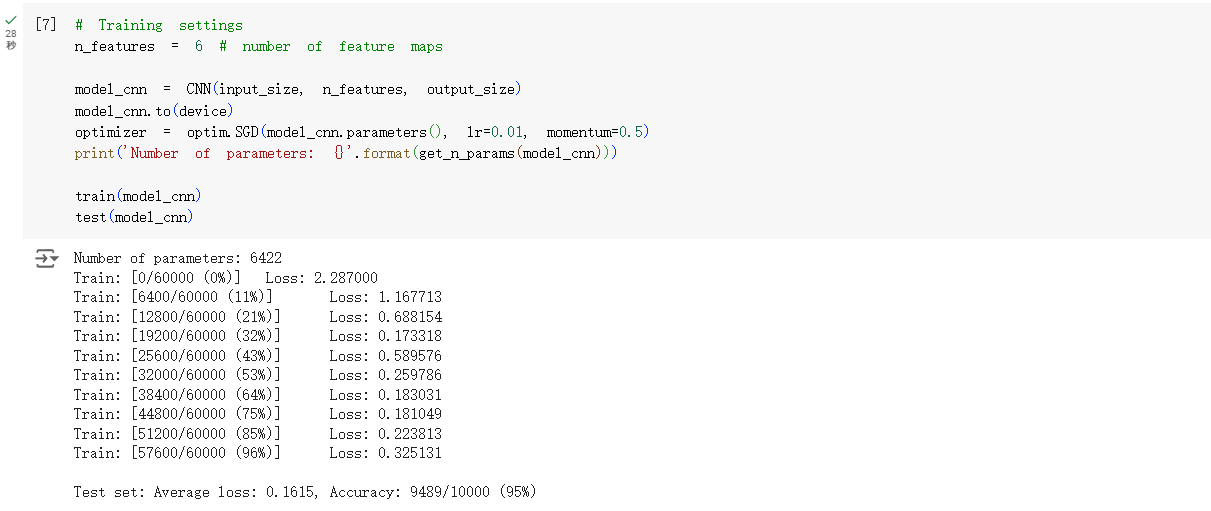 [7] # Training settings
28
秒
n_features = 6 # number of feature maps
model_cnn = CNN(input_size, n_features, output_size)
model_cnn.to(device)
optimizer = optim.SGD(model_cnn.parameters(), lr=0.01, momentum=0.5)
print('Number of parameters: {}'.format(get_n_params(model_cnn)))
train(model_cnn)
test(model_cnn)
Number of parameters: 6422
Train: [0/60000 (0%)] Loss: 2.287000
Train: [6400/60000 (11%)] Loss: 1.167713
Train: [12800/60000 (21%)] Loss: 0.688154
Train: [19200/60000 (32%)] Loss: 0.173318
Train: [25600/60000 (43%)] Loss: 0.589576
Train: [32000/60000 (53%)] Loss: 0.259786
Train: [38400/60000 (64%)] Loss: 0.183031
Train: [44800/60000 (75%)] Loss: 0.181049
Train: [51200/60000 (85%)] Loss: 0.223813
Train: [57600/60000 (96%)] Loss: 0.325131
Test set: Average loss: 0.1615, Accuracy: 9489/10000 (95%)